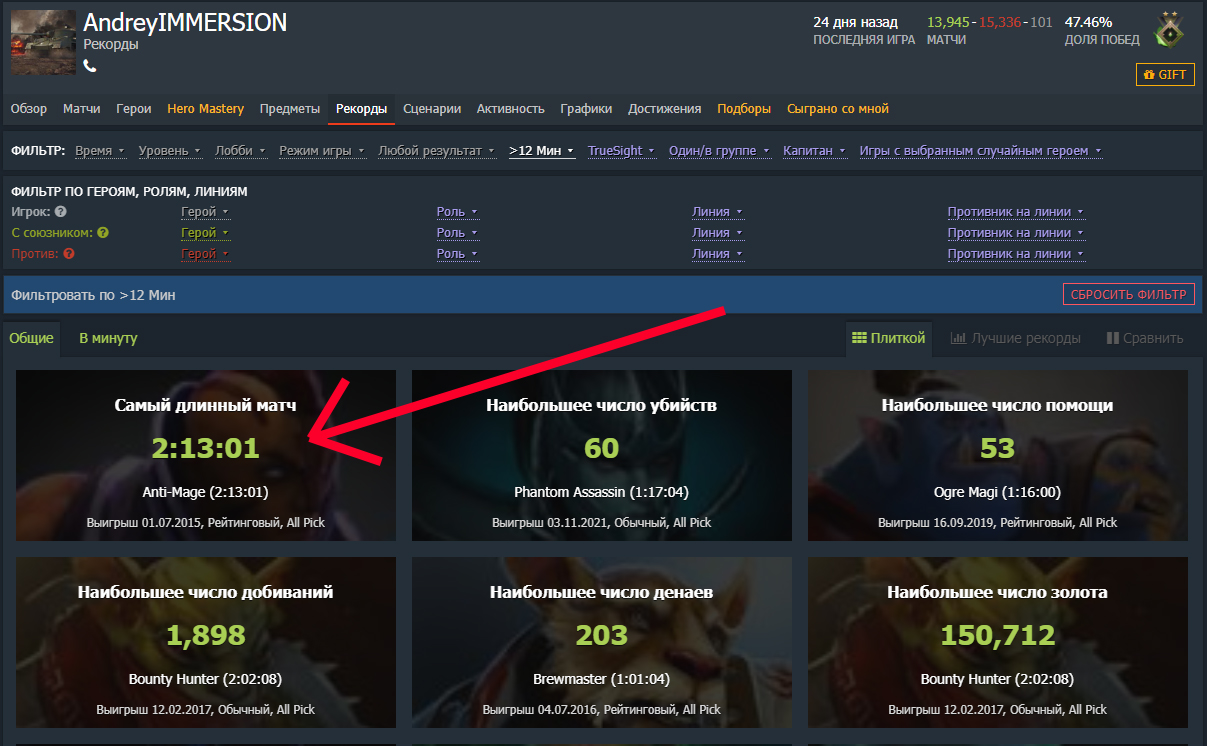 AndreyIMMERSION
Рекорды
24 дня назад
ПОСЛЕДНЯЯ ИГРА
13,945-15,336-101
МАТЧИ
47.46%
ДОЛЯ ПОБЕД
GIFT
Обзор Матчи Герои Hero Mastery Предметы Рекорды Сценарии Активность Графики Достижения Подборы Сыграно со мной
ФИЛЬТР: Время Уровень Лобби Режим игры Любой результат >12 Мин TrueSight Один/в группе Капитан Игры с выбранным случайным героем
ФИЛЬТР ПО ГЕРОЯМ, РОЛЯМ, ЛИНИЯМ
Игрок: ? Герой Роль Линия Противник на линии
С союзником: ? Герой Роль Линия Противник на линии
Против: ? Герой Роль Линия Противник на линии
Фильтровать по >12 Мин СБРОСИТЬ ФИЛЬТР
Общие В минуту Плиткой Лучшие рекорды Сравнить
Самый длинный матч
2:13:01
Anti-Mage (2:13:01)
Выигрыш 01.07.2015, Рейтинговый, All Pick
Наибольшее число убийств
60
Phantom Assassin (1:17:04)
Выигрыш 03.11.2021, Обычный, All Pick
Наибольшее число помощи
53
Ogre Magi (1:16:00)
Выигрыш 16.09.2019, Рейтинговый, All Pick
Наибольшее число добиваний
1,898
Bounty Hunter (2:02:08)
Выигрыш 12.02.2017, Обычный, All Pick
Наибольшее число денаев
203
Brewmaster (1:01:04)
Выигрыш 04.07.2016, Рейтинговый, All Pick
Наибольшее число золота
150,712
Bounty Hunter (2:02:08)
Выигрыш 12.02.2017, Обычный, All Pick